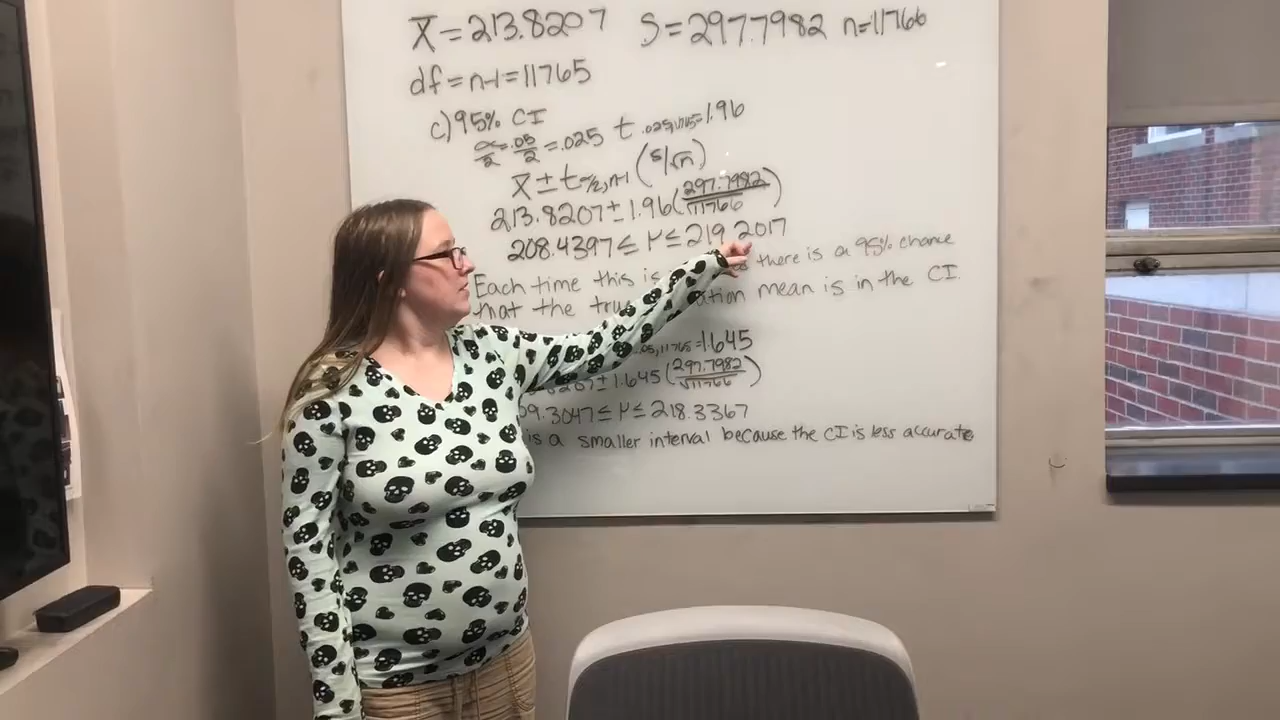 X̄=213.8207 S=297.7982 n=11766
df=n-1=11765
c) 95% CI
α/2=.05/2=.025 t.025,11765=1.96
X̄±tα/2,n-1(s/√n)
213.8207±1.96(297.7982/√11766)
208.4397≤μ≤219.2017
Each time this is there is a 95% chance
that the mean is in the CI.
=1.645
±1.645(297.7982/√11766)
≤μ≤218.3367
is a smaller interval because the CI is less accurate